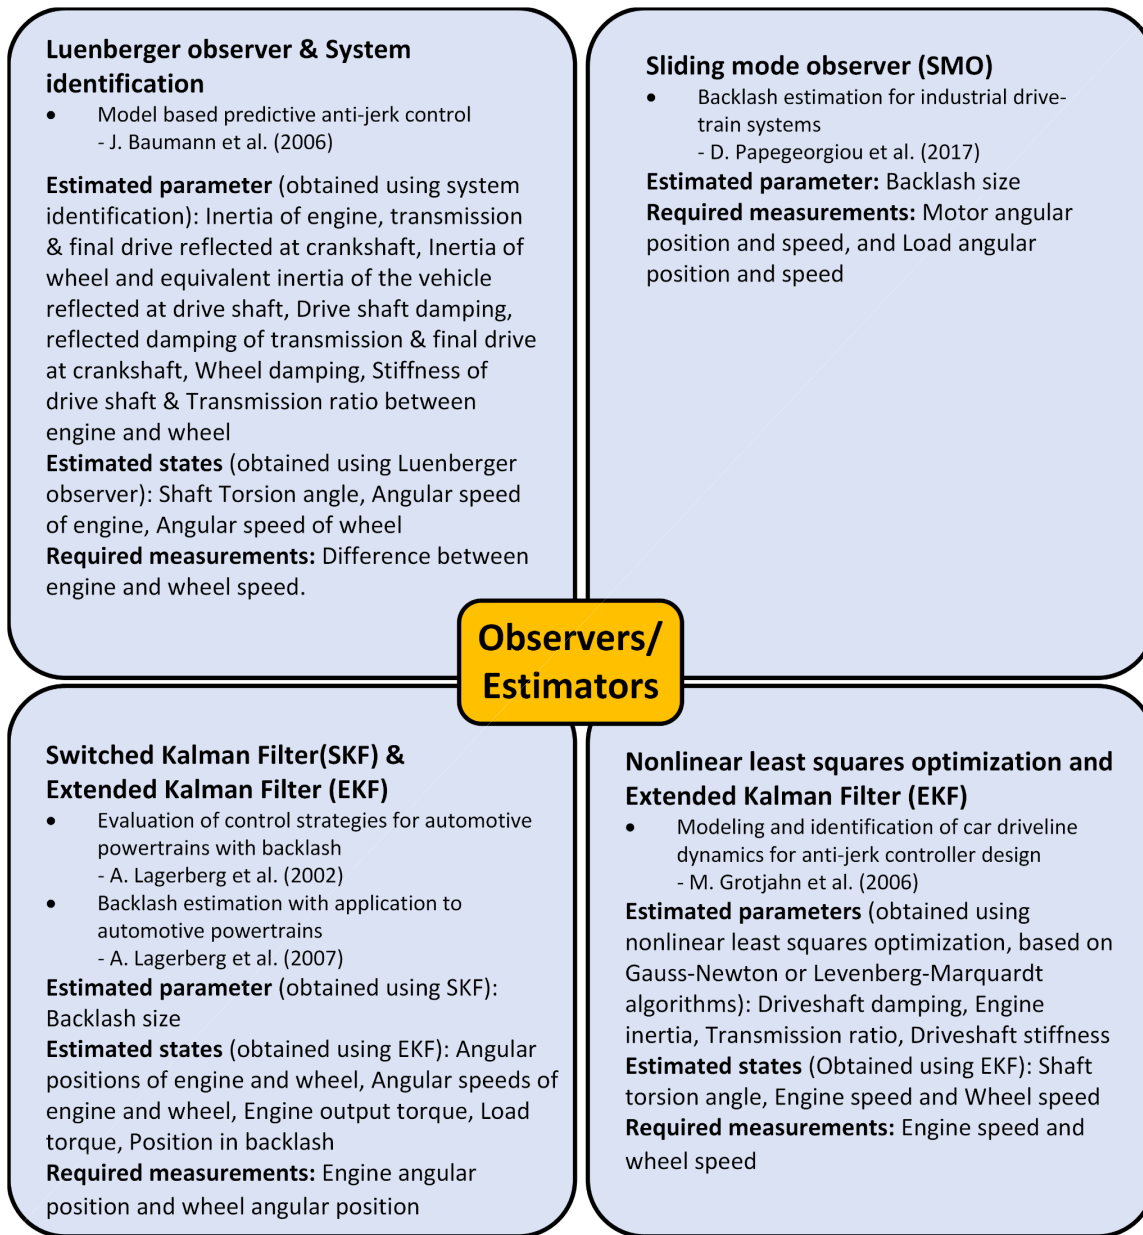 Luenberger observer & System
identification
• Model based predictive anti-jerk control
- J. Baumann et al. (2006)
Estimated parameter (obtained using system
identification): Inertia of engine, transmission
& final drive reflected at crankshaft, Inertia of
wheel and equivalent inertia of the vehicle
reflected at drive shaft, Drive shaft damping,
reflected damping of transmission & final drive
at crankshaft, Wheel damping, Stiffness of
drive shaft & Transmission ratio between
engine and wheel
Estimated states (obtained using Luenberger
observer): Shaft Torsion angle, Angular speed
of engine, Angular speed of wheel
Required measurements: Difference between
engine and wheel speed.
Sliding mode observer (SMO)
• Backlash estimation for industrial drive-
train systems
- D. Papegeorgiou et al. (2017)
Estimated parameter: Backlash size
Required measurements: Motor angular
position and speed, and Load angular
position and speed
Observers/
Estimators
Switched Kalman Filter(SKF) &
Extended Kalman Filter (EKF)
• Evaluation of control strategies for automotive
powertrains with backlash
- A. Lagerberg et al. (2002)
• Backlash estimation with application to
automotive powertrains
- A. Lagerberg et al. (2007)
Estimated parameter (obtained using SKF):
Backlash size
Estimated states (obtained using EKF): Angular
positions of engine and wheel, Angular speeds of
engine and wheel, Engine output torque, Load
torque, Position in backlash
Required measurements: Engine angular
position and wheel angular position
Nonlinear least squares optimization and
Extended Kalman Filter (EKF)
• Modeling and identification of car driveline
dynamics for anti-jerk controller design
- M. Grotjahn et al. (2006)
Estimated parameters (obtained using
nonlinear least squares optimization, based on
Gauss-Newton or Levenberg-Marquardt
algorithms): Driveshaft damping, Engine
inertia, Transmission ratio, Driveshaft stiffness
Estimated states (Obtained using EKF): Shaft
torsion angle, Engine speed and Wheel speed
Required measurements: Engine speed and
wheel speed